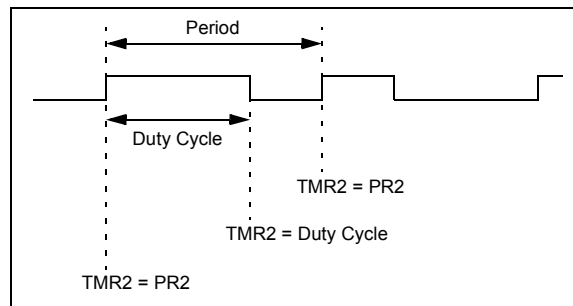 Period
Duty Cycle
TMR2 = PR2
TMR2 = Duty Cycle
TMR2 = PR2